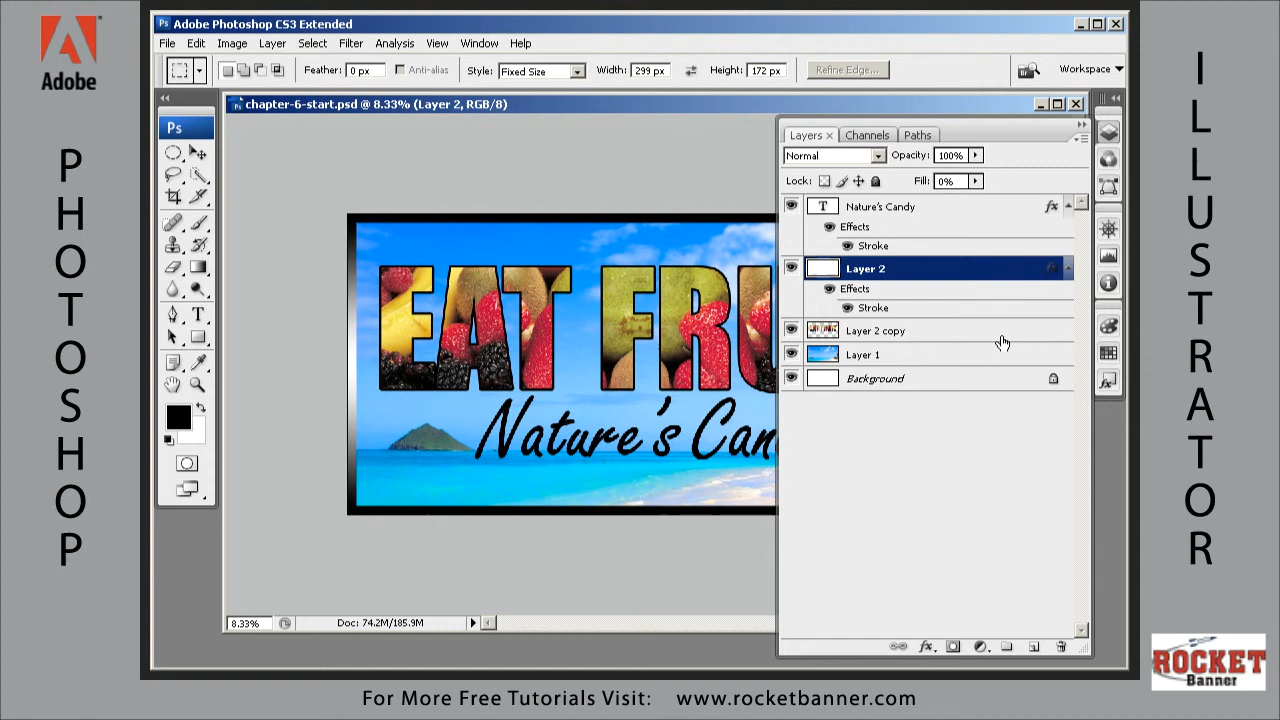 Adobe
PHOTOSHOP
ILLUSTRATOR
Ps Adobe Photoshop CS3 Extended
File Edit Image Layer Select Filter Analysis View Window Help
Feather: 0 px Anti-alias Style: Fixed Size Width: 299 px Height: 172 px Refine Edge... Workspace
chapter-6-start.psd @ 8.33% (Layer 2, RGB/8)
Ps
Layers Channels Paths
Normal Opacity: 100%
Lock: Fill: 0%
T Nature's Candy fx
Effects
Stroke
Layer 2
Effects
Stroke
Layer 2 copy
Layer 1
Background
EAT FRU
Nature's Can
8.33% Doc: 74.2M/185.9M
ROCKET
Banner
For More Free Tutorials Visit: www.rocketbanner.com